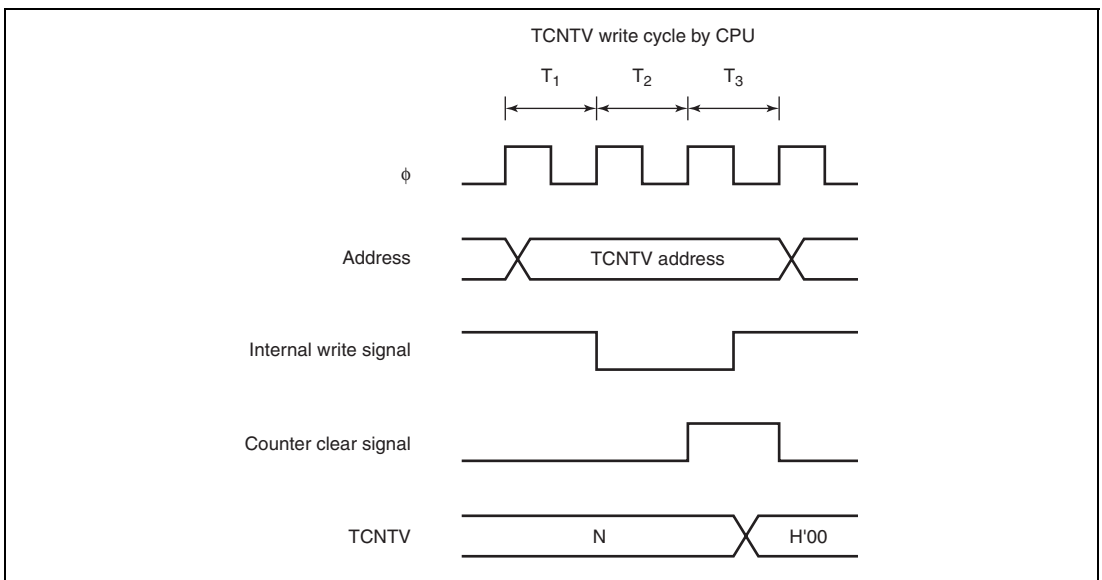 TCNTV write cycle by CPU
T1 T2 T3
φ
Address TCNTV address
Internal write signal
Counter clear signal
TCNTV N H'00